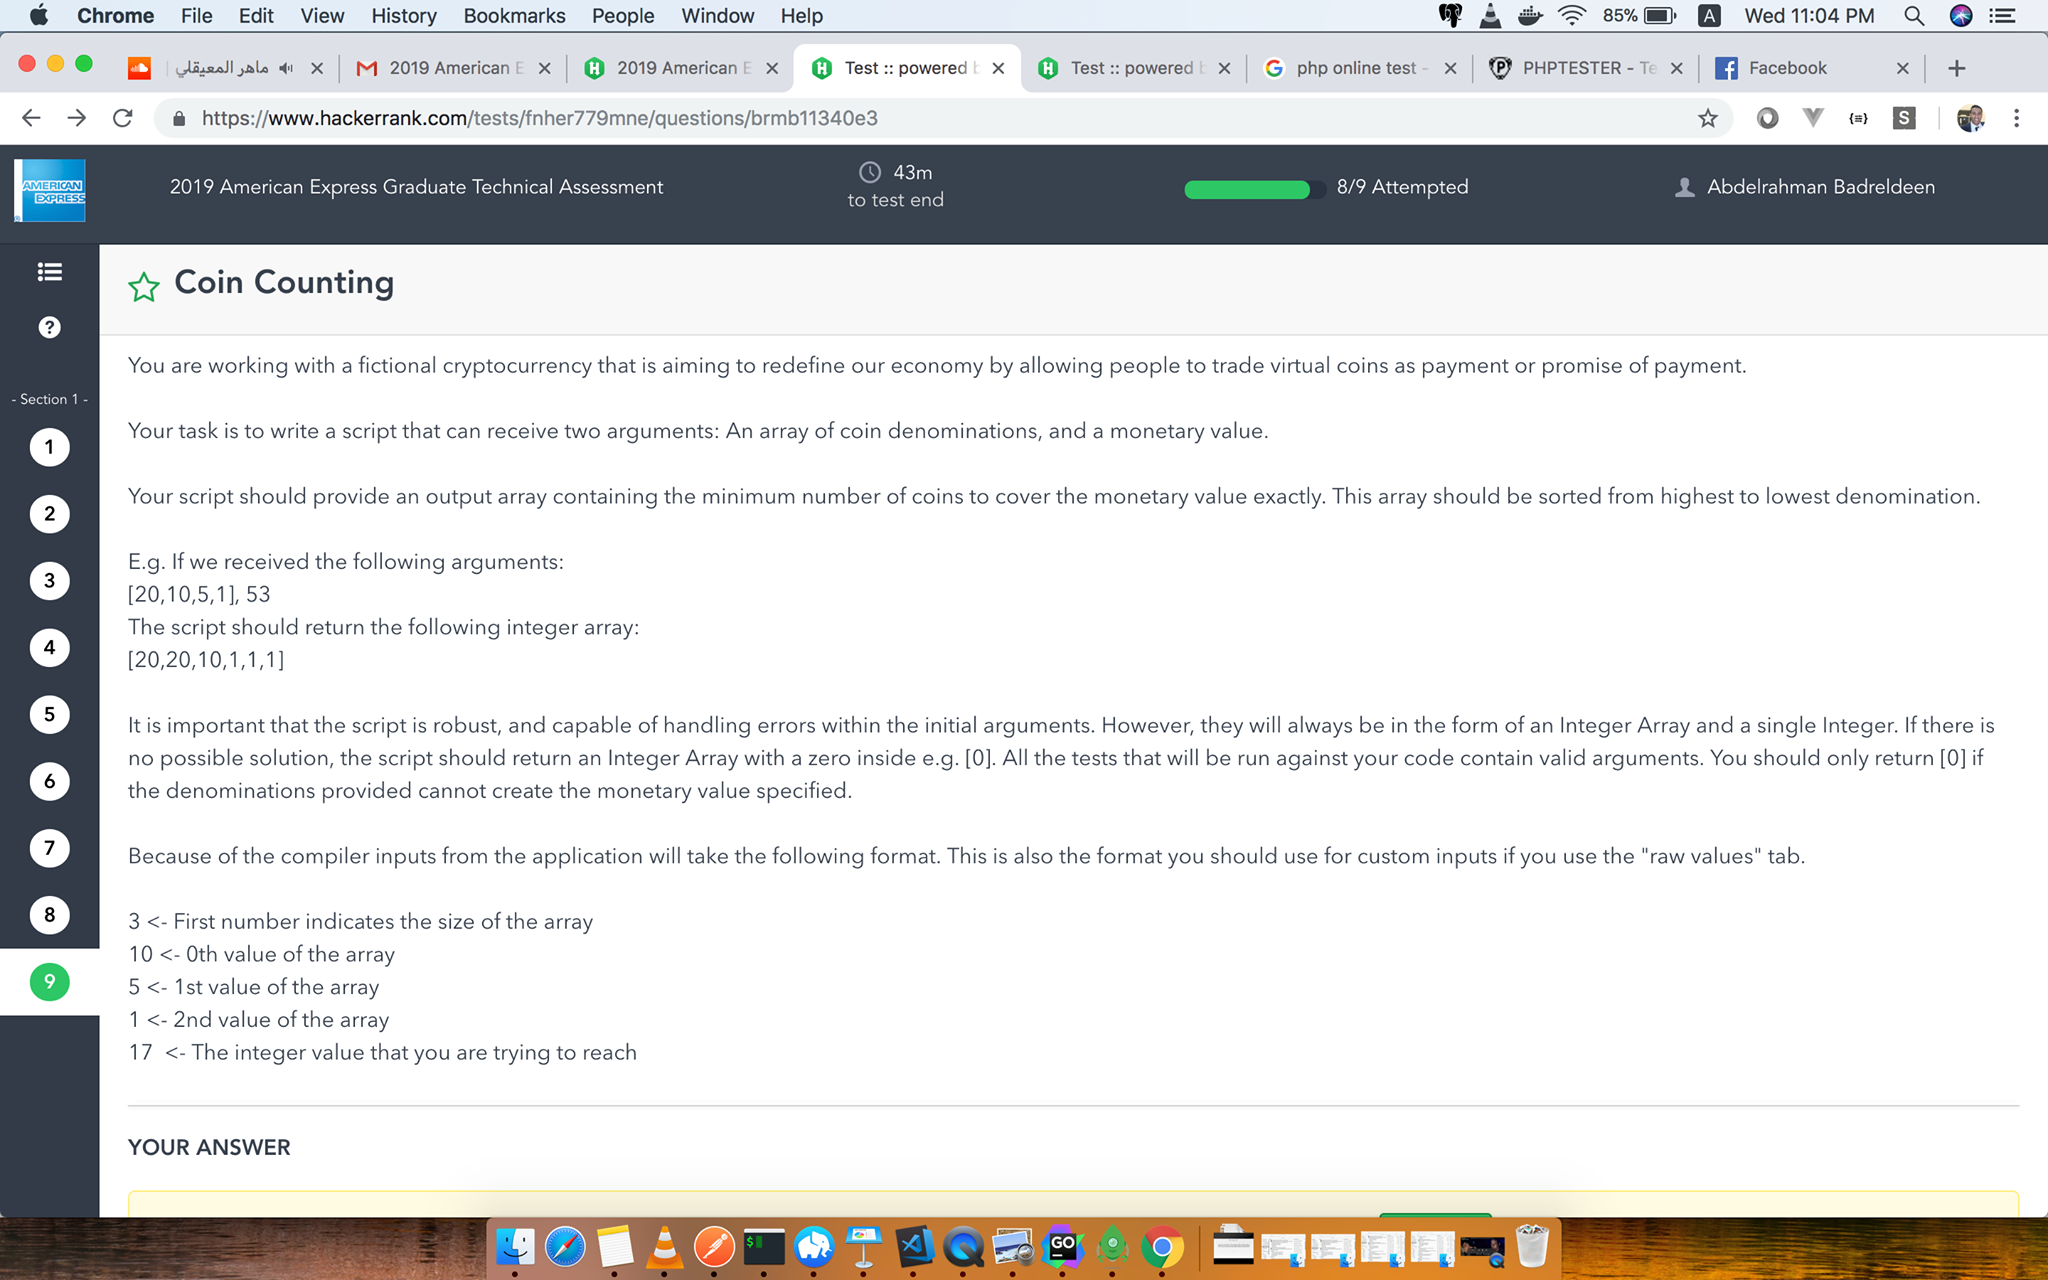 Chrome File Edit View History Bookmarks People Window Help 85% A Wed 11:04 PM
ماهر المعيقلي 2019 American E 2019 American E Test :: powered b Test :: powered b php online test - PHPTESTER - Te Facebook
https://www.hackerrank.com/tests/fnher779mne/questions/brmb11340e3
AMERICAN EXPRESS
2019 American Express Graduate Technical Assessment
43m
to test end
8/9 Attempted
Abdelrahman Badreldeen
- Section 1 -
1
2
3
4
5
6
7
8
9
Coin Counting
You are working with a fictional cryptocurrency that is aiming to redefine our economy by allowing people to trade virtual coins as payment or promise of payment.
Your task is to write a script that can receive two arguments: An array of coin denominations, and a monetary value.
Your script should provide an output array containing the minimum number of coins to cover the monetary value exactly. This array should be sorted from highest to lowest denomination.
E.g. If we received the following arguments:
[20,10,5,1], 53
The script should return the following integer array:
[20,20,10,1,1,1]
It is important that the script is robust, and capable of handling errors within the initial arguments. However, they will always be in the form of an Integer Array and a single Integer. If there is
no possible solution, the script should return an Integer Array with a zero inside e.g. [0]. All the tests that will be run against your code contain valid arguments. You should only return [0] if
the denominations provided cannot create the monetary value specified.
Because of the compiler inputs from the application will take the following format. This is also the format you should use for custom inputs if you use the "raw values" tab.
3 <- First number indicates the size of the array
10 <- 0th value of the array
5 <- 1st value of the array
1 <- 2nd value of the array
17 <- The integer value that you are trying to reach
YOUR ANSWER
GO